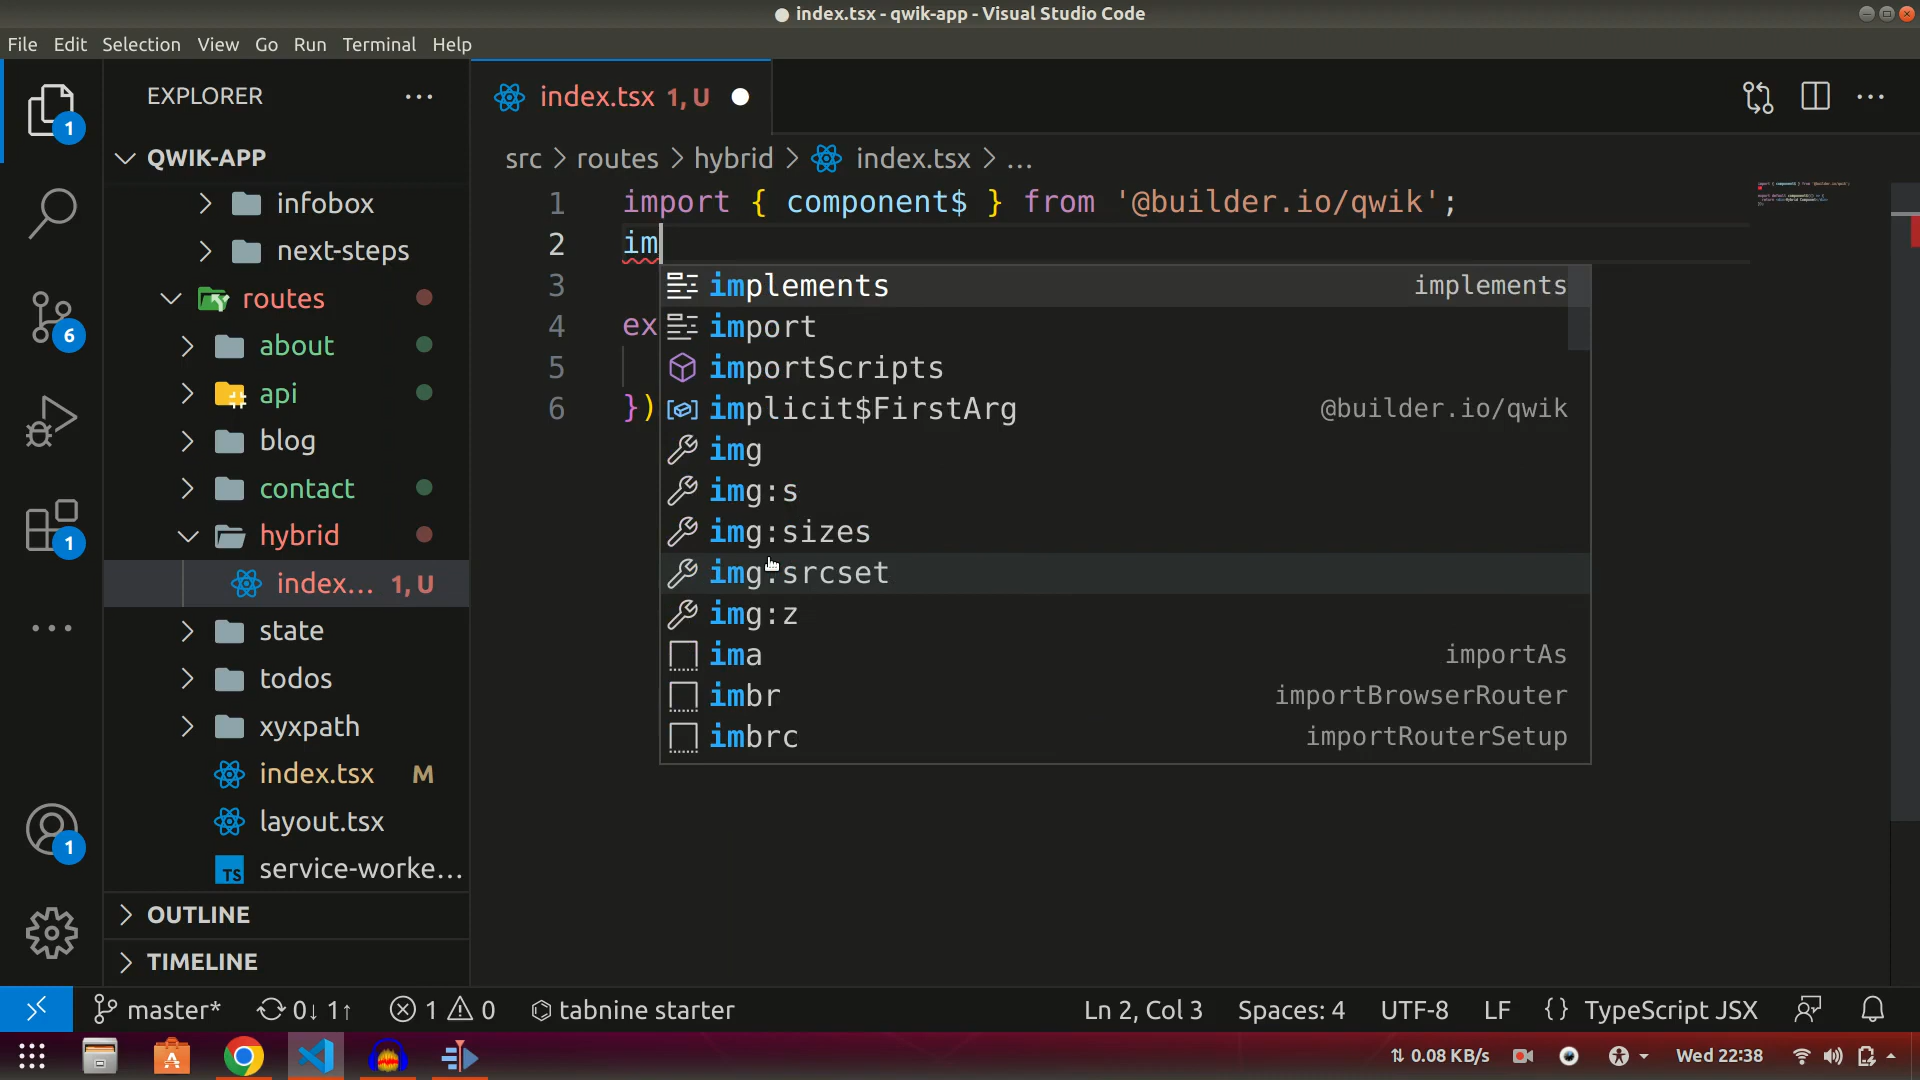 index.tsx - qwik-app - Visual Studio Code
File Edit Selection View Go Run Terminal Help
EXPLORER
QWIK-APP
infobox
next-steps
routes
about
api
blog
contact
hybrid
index... 1, U
state
todos
xyxpath
index.tsx M
layout.tsx
service-worke...
OUTLINE
TIMELINE
1
6
1
1
index.tsx 1, U
src > routes > hybrid > index.tsx > ...
1 import { component$ } from '@builder.io/qwik';
2 im
3
4 ex
5
6 })
implements implements
import
importScripts
implicit$FirstArg @builder.io/qwik
img
img:s
img:sizes
img:srcset
img:z
ima importAs
imbr importBrowserRouter
imbrc importRouterSetup
master* 0↓ 1↑ 1 0 tabnine starter Ln 2, Col 3 Spaces: 4 UTF-8 LF {} TypeScript JSX
0.08 KB/s Wed 22:38